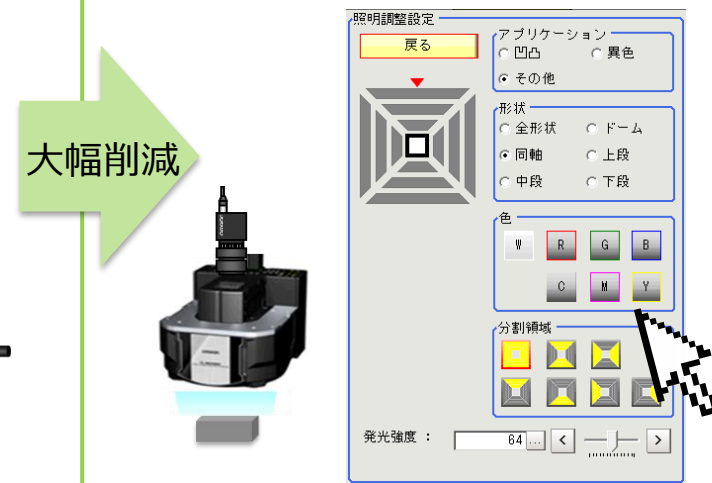 大幅削減
照明調整設定
戻る
アプリケーション
凹凸
異色
その他
形状
全形状
ドーム
同軸
上段
中段
下段
色
W
R
G
B
C
M
Y
分割領域
発光強度 :
64
...
<
>